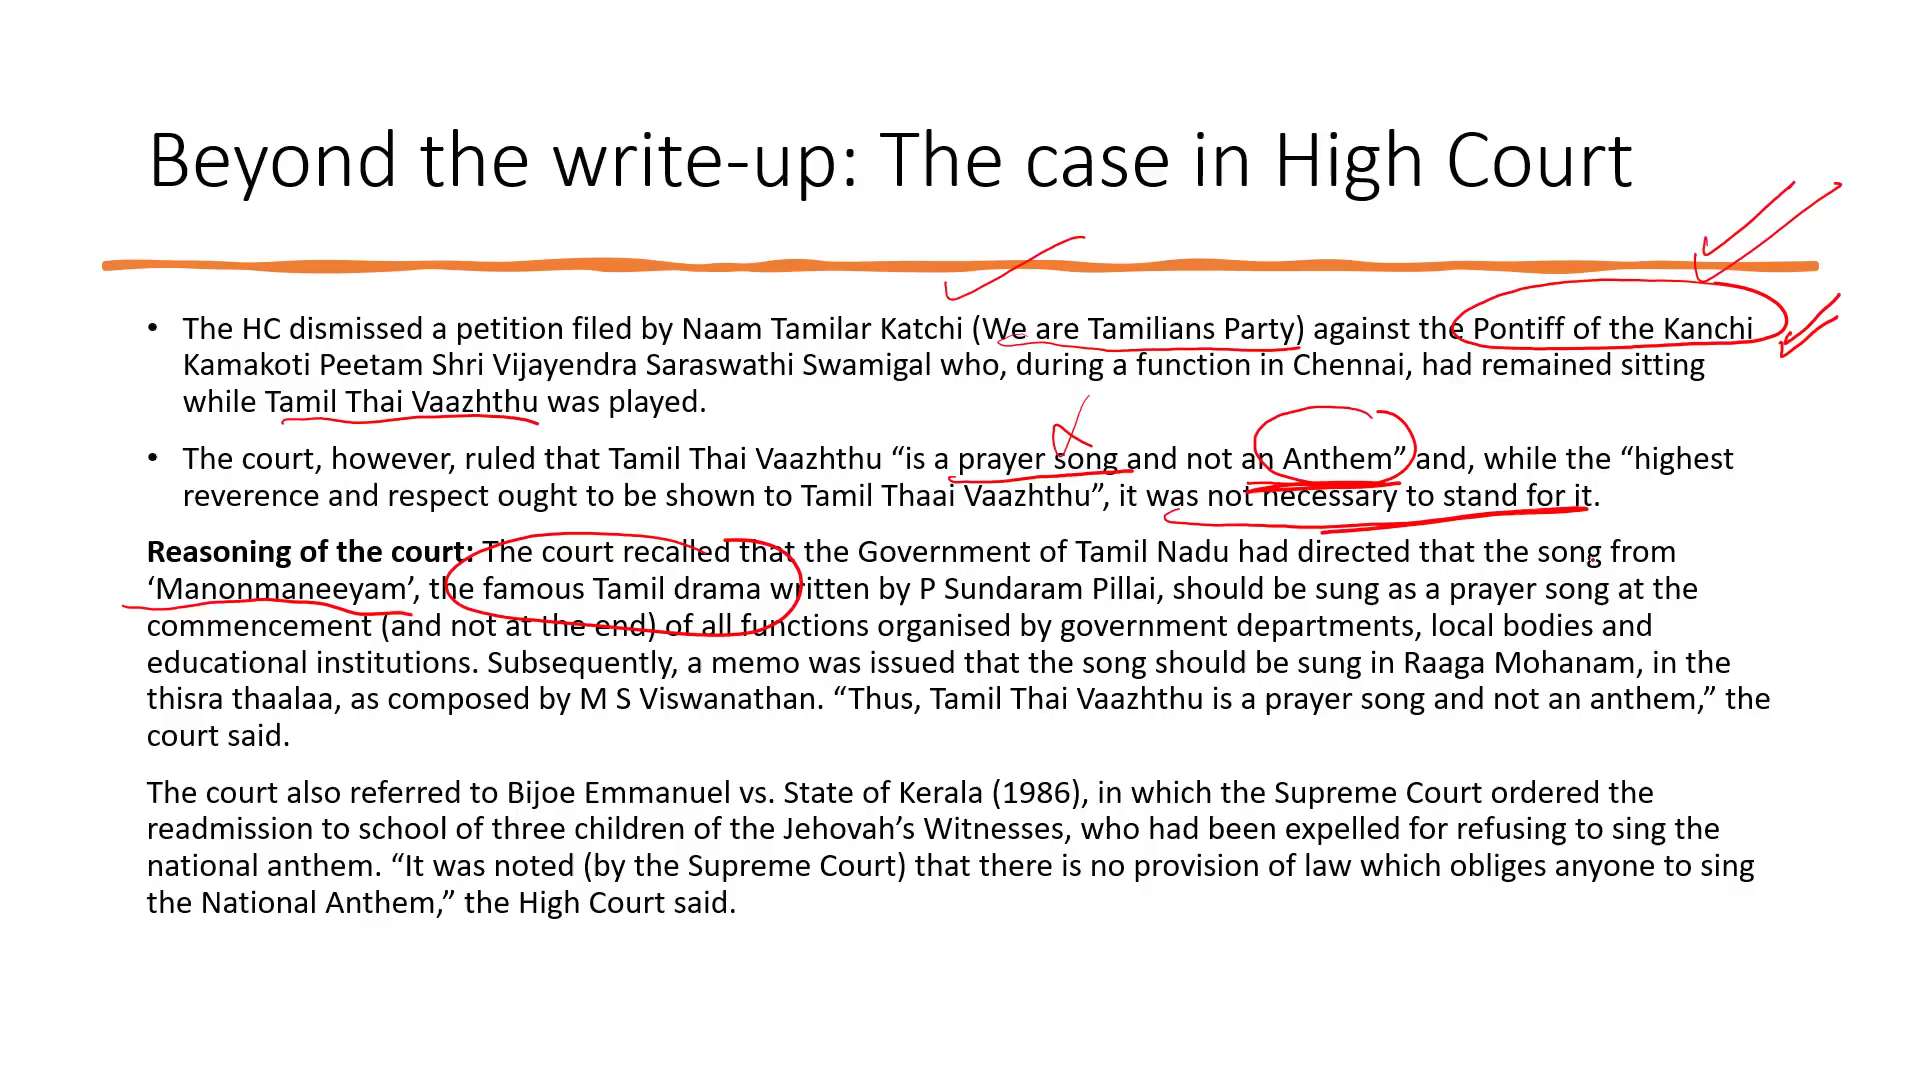 Beyond the write-up: The case in High Court
• The HC dismissed a petition filed by Naam Tamilar Katchi (We are Tamilians Party) against the Pontiff of the Kanchi
Kamakoti Peetam Shri Vijayendra Saraswathi Swamigal who, during a function in Chennai, had remained sitting
while Tamil Thai Vaazhthu was played.
• The court, however, ruled that Tamil Thai Vaazhthu “is a prayer song and not an Anthem” and, while the “highest
reverence and respect ought to be shown to Tamil Thaai Vaazhthu”, it was not necessary to stand for it.
Reasoning of the court: The court recalled that the Government of Tamil Nadu had directed that the song from
‘Manonmaneeyam’, the famous Tamil drama written by P Sundaram Pillai, should be sung as a prayer song at the
commencement (and not at the end) of all functions organised by government departments, local bodies and
educational institutions. Subsequently, a memo was issued that the song should be sung in Raaga Mohanam, in the
thisra thaalaa, as composed by M S Viswanathan. “Thus, Tamil Thai Vaazhthu is a prayer song and not an anthem,” the
court said.
The court also referred to Bijoe Emmanuel vs. State of Kerala (1986), in which the Supreme Court ordered the
readmission to school of three children of the Jehovah’s Witnesses, who had been expelled for refusing to sing the
national anthem. “It was noted (by the Supreme Court) that there is no provision of law which obliges anyone to sing
the National Anthem,” the High Court said.